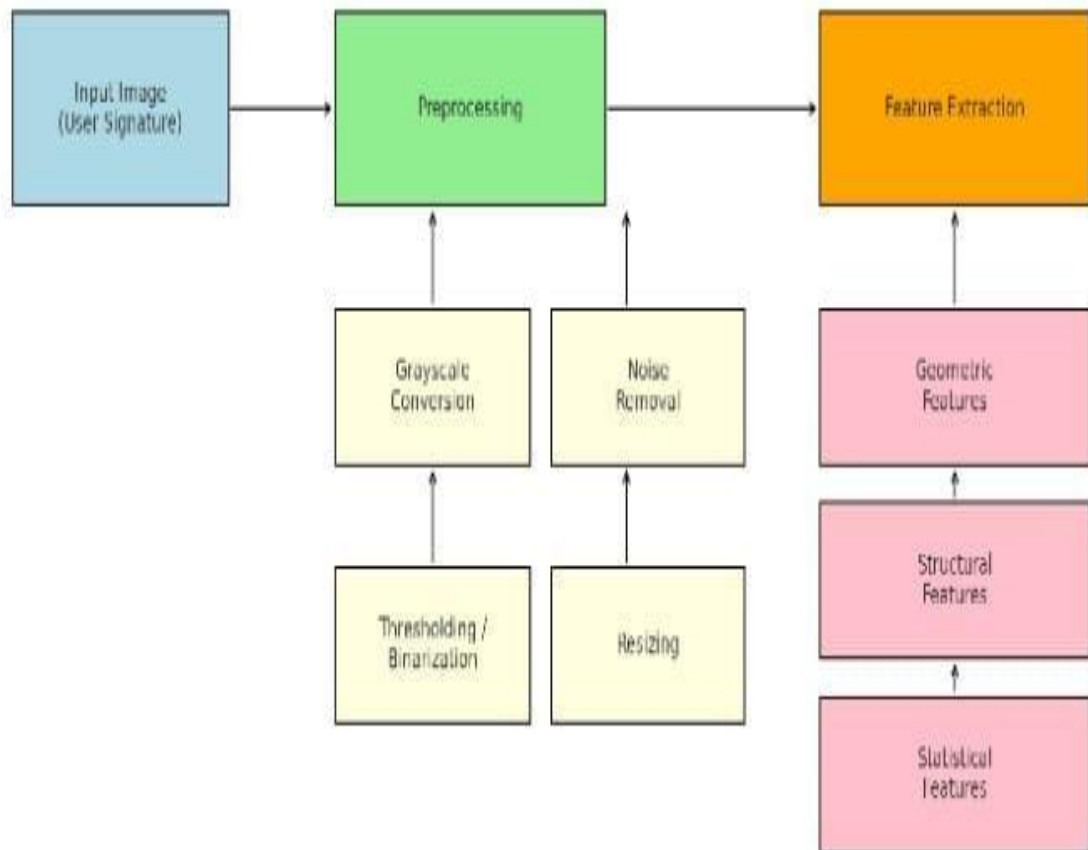 Input Image
(User Signature)
Preprocessing
Feature Extraction
Grayscale
Conversion
Noise
Removal
Geometric
Features
Thresholding /
Binarization
Resizing
Structural
Features
Statistical
Features